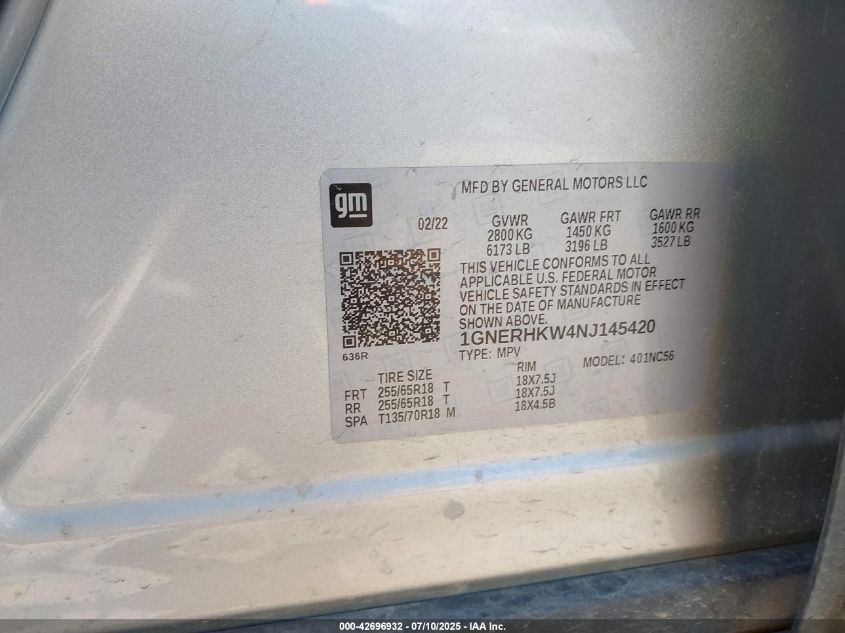 gm
MFD BY GENERAL MOTORS LLC
02/22 GVWR GAWR FRT GAWR RR
2800 KG 1450 KG 1600 KG
6173 LB 3196 LB 3527 LB
THIS VEHICLE CONFORMS TO ALL
APPLICABLE U.S. FEDERAL MOTOR
VEHICLE SAFETY STANDARDS IN EFFECT
ON THE DATE OF MANUFACTURE
SHOWN ABOVE.
1GNERHKW4NJ145420
636R
TYPE: MPV MODEL: 401NC56
TIRE SIZE RIM
FRT 255/65R18 T 18X7.5J
RR 255/65R18 T 18X7.5J
SPA T135/70R18 M 18X4.5B
000-42696932 - 07/10/2025 - IAA Inc.